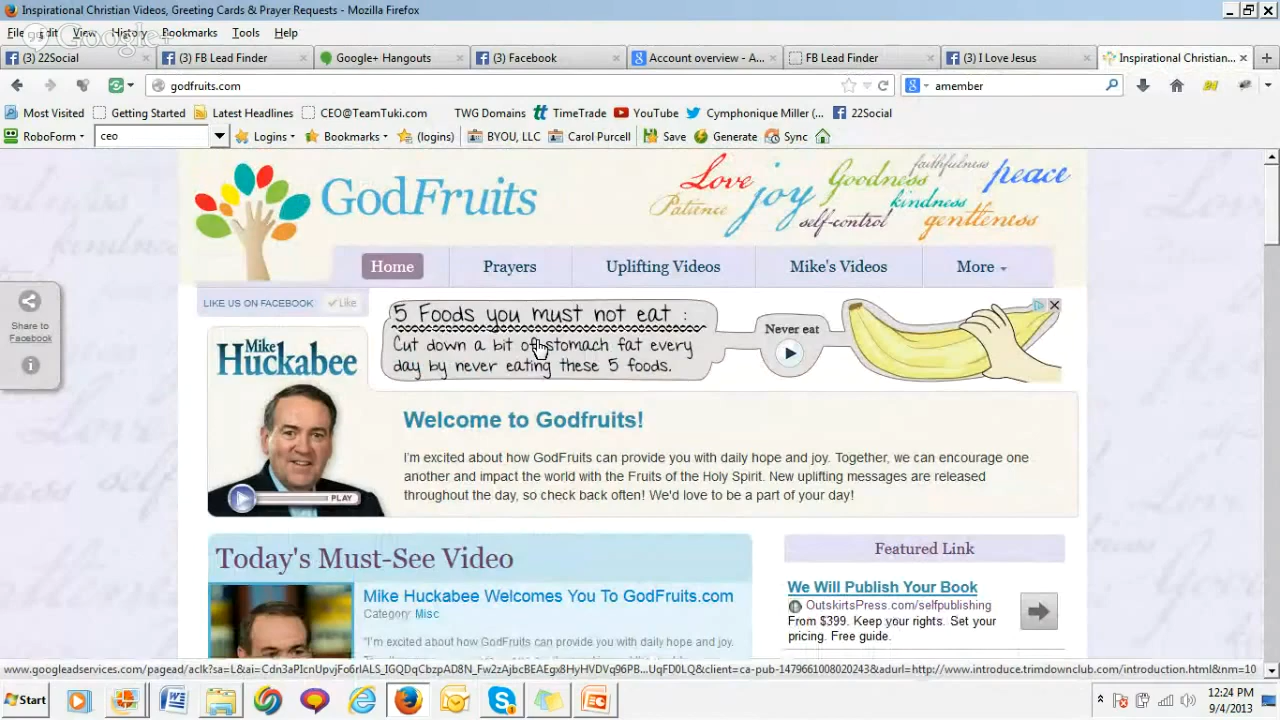 Inspirational Christian Videos, Greeting Cards & Prayer Requests - Mozilla Firefox
File Edit View History Bookmarks Tools Help
Google+
(3) 22Social (3) FB Lead Finder Google+ Hangouts (3) Facebook Account overview - A... FB Lead Finder (3) I Love Jesus Inspirational Christian...
godfruits.com amember
Most Visited Getting Started Latest Headlines CEO@TeamTuki.com TWG Domains TimeTrade YouTube Cymphonique Miller (... 22Social
RoboForm ceo Logins Bookmarks (logins) BYOU, LLC Carol Purcell Save Generate Sync
GodFruits
Love joy Goodness faithfulness peace
Patience self-control kindness gentleness
Home Prayers Uplifting Videos Mike's Videos More
LIKE US ON FACEBOOK Like
Share to
Facebook
5 Foods you must not eat :
Cut down a bit of stomach fat every
day by never eating these 5 foods.
Never eat
Mike
Huckabee
PLAY
Welcome to Godfruits!
I'm excited about how GodFruits can provide you with daily hope and joy. Together, we can encourage one
another and impact the world with the Fruits of the Holy Spirit. New uplifting messages are released
throughout the day, so check back often! We'd love to be a part of your day!
Today's Must-See Video
Mike Huckabee Welcomes You To GodFruits.com
Category: Misc
"I'm excited about how GodFruits can provide you with daily hope and joy.
Featured Link
We Will Publish Your Book
OutskirtsPress.com/selfpublishing
From $399. Keep your rights. Set your
pricing. Free guide.
Start
12:24 PM
9/4/2013